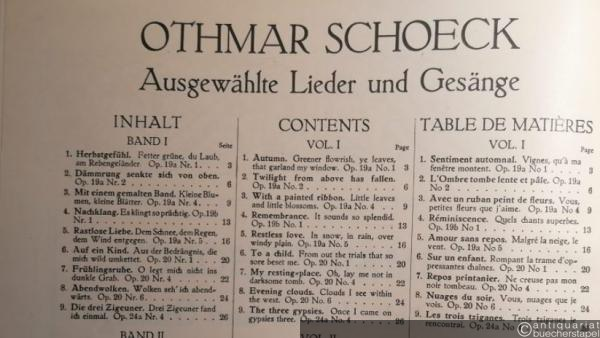 OTHMAR SCHOECK
Ausgewählte Lieder und Gesänge
INHALT
BAND I
Seite
1. Herbstgefühl. Fetter grüne, du Laub,
am Rebengeländer. Op. 19a Nr. 1 . . . 3
2. Dämmrung senkte sich von oben.
Op. 19a Nr. 2 . . . 6
3. Mit einem gemalten Band. Kleine Blumen,
kleine Blätter. Op. 19a Nr. 4 . . 9
4. Nachklang. Es klingt so prächtig. Op. 19b
Nr. 1 . . . 13
5. Rastlose Liebe. Dem Schnee, dem Regen,
dem Wind entgegen. Op. 19a Nr. 5 . . 16
6. Auf ein Kind. Aus der Bedrängnis, die
mich wild umkettet. Op. 20 Nr. 1 . . 20
7. Frühlingsruhe. O legt mich nicht ins
dunkle Grab. Op. 20 Nr. 4 . . . 22
8. Abendwolken. Wolken seh' ich abendwärts.
Op. 20 Nr. 6 . . . 24
9. Die drei Zigeuner. Drei Zigeuner fand
ich einmal. Op. 24a Nr. 4 . . . 26
BAND II
CONTENTS
VOL. I
Page
1. Autumn. Greener flowrish, ye leaves,
that garland my window. Op. 19a No. 1 3
2. Twilight from above has fallen.
Op. 19a No. 2 . . . 6
3. With a painted ribbon. Little leaves
and little blossoms. Op. 19a No. 4 . . 9
4. Remembrance. It sounds so splendid.
Op. 19b No. 1 . . . 13
5. Restless love. In snow, in rain, over
windy plain. Op. 19a No. 5 . . . 16
6. To a child. From out the trials that so
sore beset me. Op. 20 No. 1 . . . 20
7. My resting-place. Oh, lay me not in
darksome tomb. Op. 20 No. 4 . . . 22
8. Evening clouds. Clouds I see within
the west. Op. 20 No. 6 . . . 24
9. The three gypsies. Once I came on
gypsies three. Op. 24a No. 4 . . . 26
TABLE DE MATIÈRES
VOL. I
Page
1. Sentiment automnal. Vignes, qu'à ma
fenêtre montent. Op. 19a No. 1 . . . 3
2. L'Ombre tombe lente et pâle. Op. 19a
No. 2 . . . 6
3. Avec un ruban peint de fleurs. Vous,
petites fleurs que j'aime. Op. 19a No 4 9
4. Réminiscence. Quels chants superbes.
Op. 19b No 1 . . . 13
5. Amour sans repos. Malgré la neige, le
vent. Op. 19a No 5 . . . 16
6. Sur un enfant. Rompant la trame d'oppressantes
chaînes. Op. 20 No 1 . . 20
7. Repos printanier. Ne creuse pas mon
noir tombeau. Op. 20 No 4 . . . 22
8. Nuages du soir. Vous, nuages que je
vois. Op. 20 No 6 . . . 24
9. Les trois tziganes. Trois tziganes je
rencontrai. Op. 24a No
antiquariat
buecherstapel